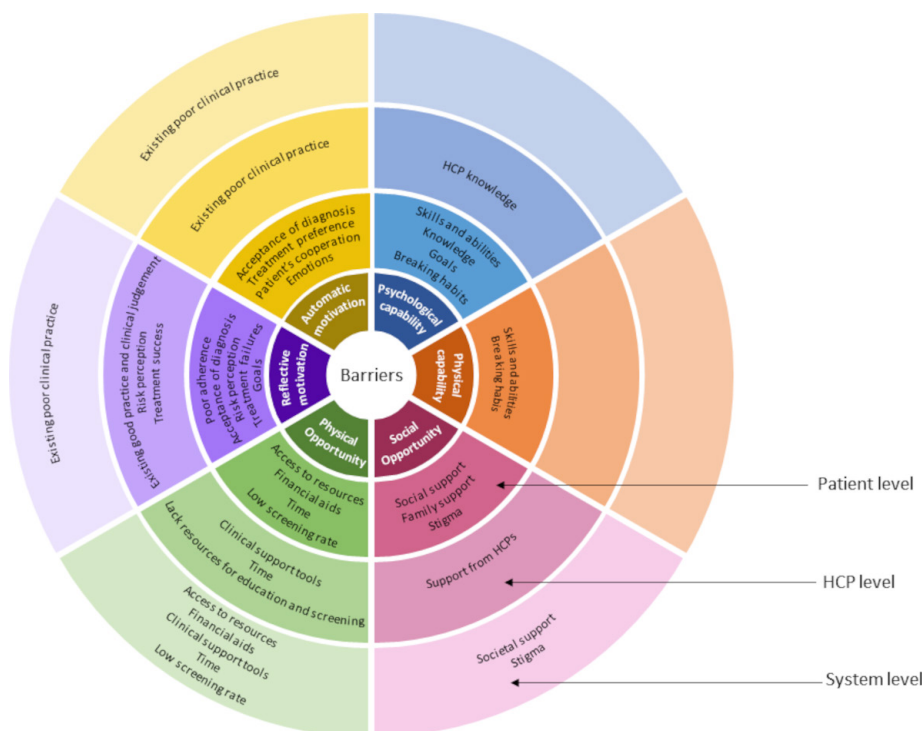 Existing poor clinical practice
Existing poor clinical practice
Acceptance of diagnosis
Treatment preference
Patient's cooperation
Emotions
Automatic
motivation
HCP knowledge
Skills and abilities
Knowledge
Goals
Breaking habits
Psychological
capability
Existing poor clinical practice
Existing good practice and clinical judgement
Risk perception
Treatment success
Poor adherence
Acceptance of diagnosis
Risk perception
Treatment failures
Goals
Reflective
motivation
Barriers
Physical
capability
Skills and abilities
Breaking habis
Physical
Opportunity
Access to resources
Financial aids
Time
Low screening rate
Clinical support tools
Time
Lack resources for education and screening
Access to resources
Financial aids
Clinical support tools
Time
Low screening rate
Social
Opportunity
Social support
Family support
Stigma
Support from HCPs
Societal support
Stigma
Patient level
HCP level
System level